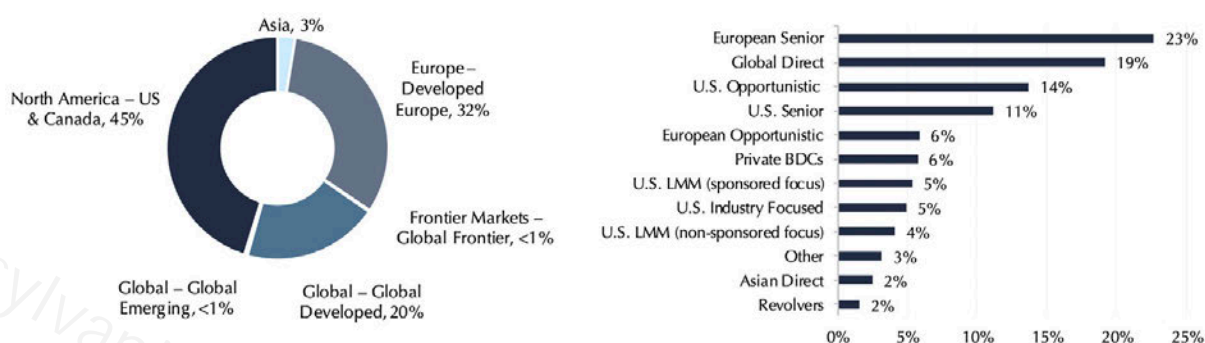 Asia, 3%
Europe–
Developed
Europe, 32%
North America – US
& Canada, 45%
Frontier Markets –
Global Frontier, <1%
Global – Global
Emerging, <1%
Global – Global
Developed, 20%
European Senior 23%
Global Direct 19%
U.S. Opportunistic 14%
U.S. Senior 11%
European Opportunistic 6%
Private BDCs 6%
U.S. LMM (sponsored focus) 5%
U.S. Industry Focused 5%
U.S. LMM (non-sponsored focus) 4%
Other 3%
Asian Direct 2%
Revolvers 2%
0% 5% 10% 15% 20% 25%